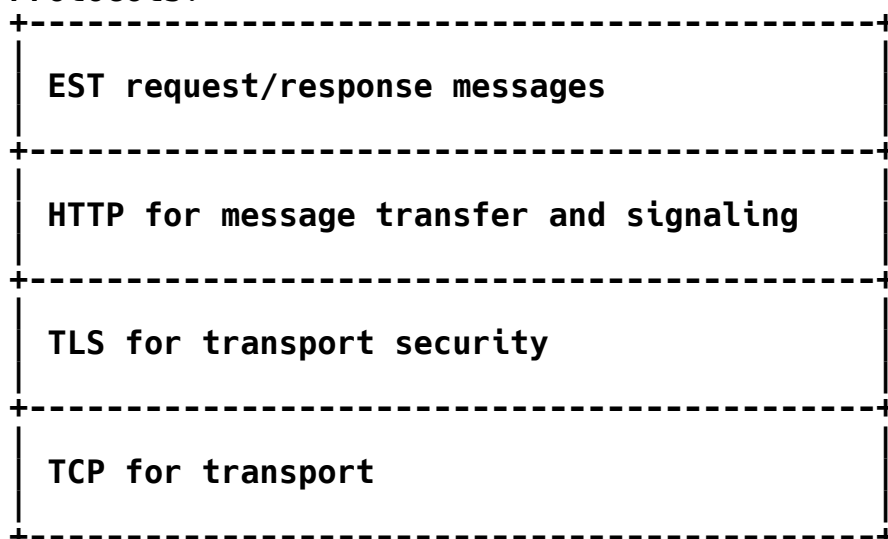 EST request/response messages
HTTP for message transfer and signaling
TLS for transport security
TCP for transport